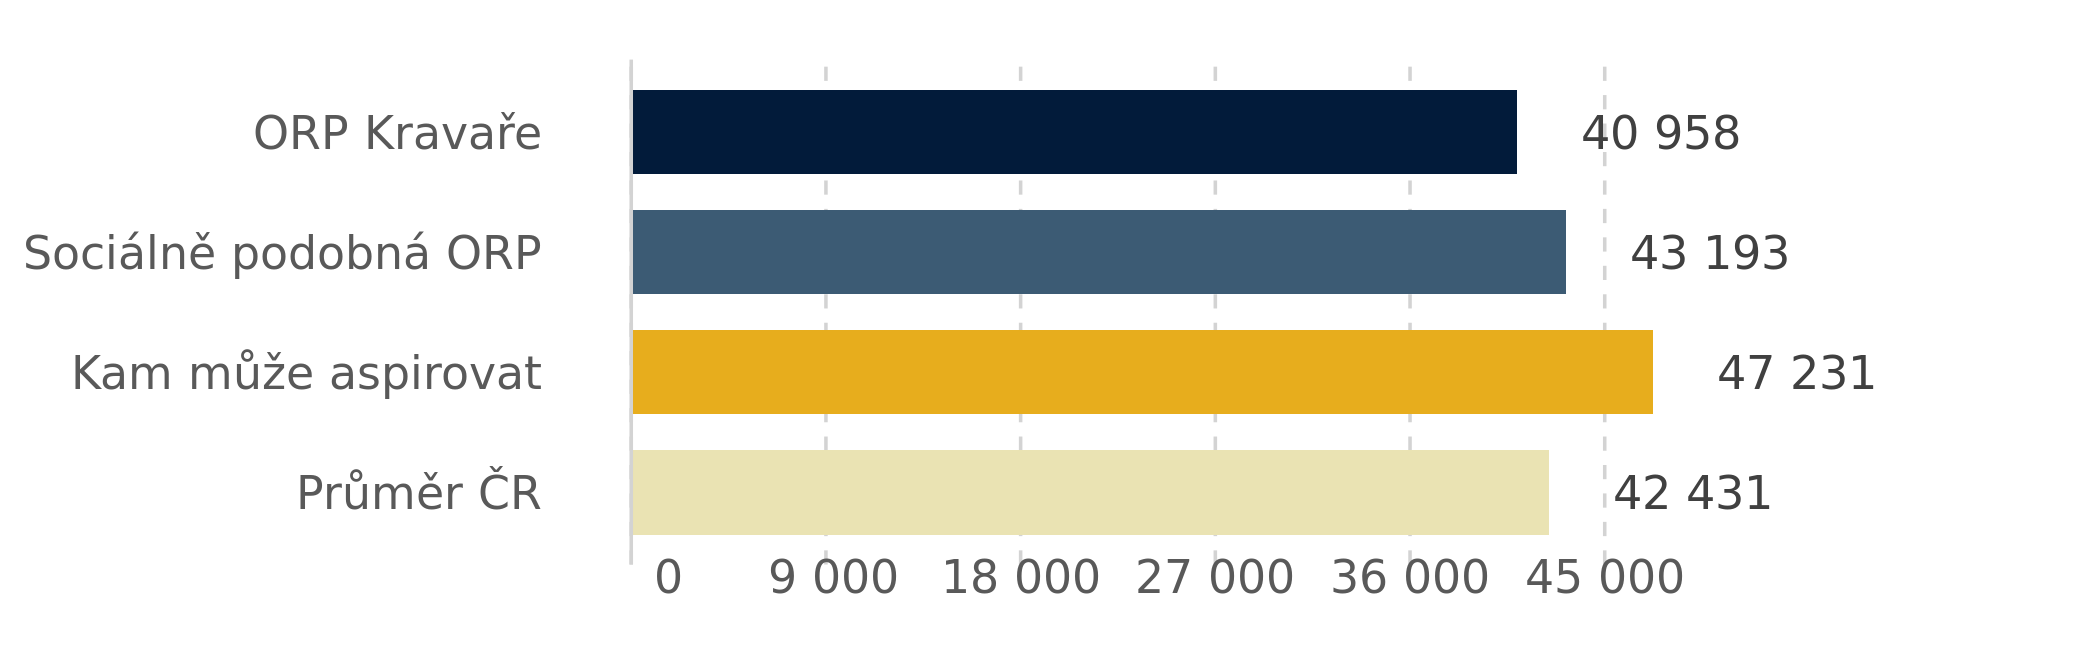 ORP Kravaře 40 958
Sociálně podobná ORP 43 193
Kam může aspirovat 47 231
Průměr ČR 42 431
0 9 000 18 000 27 000 36 000 45 000